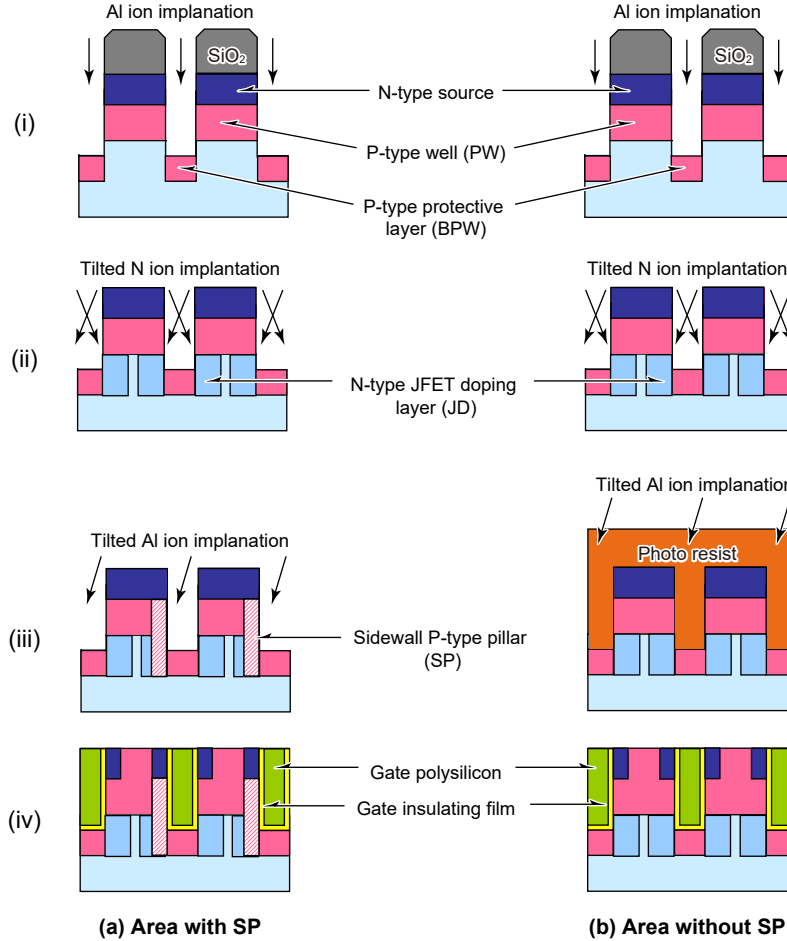 Al ion implanation
Al ion implanation
SiO₂
SiO₂
N-type source
(i)
P-type well (PW)
P-type protective
layer (BPW)
Tilted N ion implantation
Tilted N ion implantation
(ii)
N-type JFET doping
layer (JD)
Tilted Al ion implanation
Photo resist
Tilted Al ion implanation
(iii)
Sidewall P-type pillar
(SP)
Gate polysilicon
(iv)
Gate insulating film
(a) Area with SP
(b) Area without SP